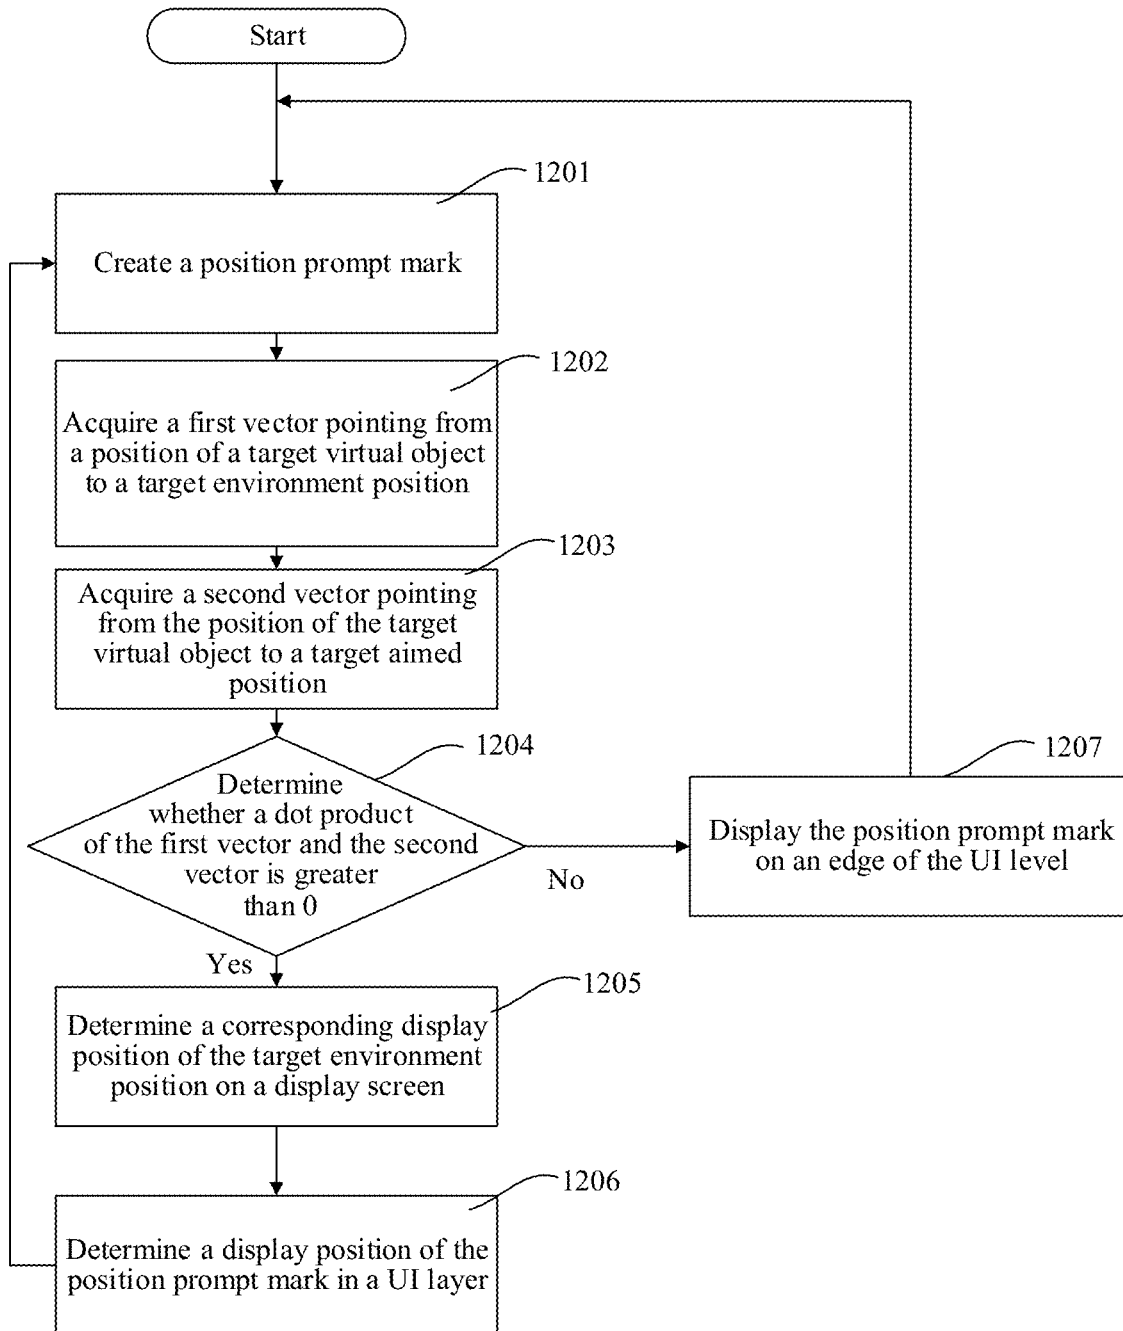 Start
1201
Create a position prompt mark
1202
Acquire a first vector pointing from
a position of a target virtual object
to a target environment position
1203
Acquire a second vector pointing
from the position of the target
virtual object to a target aimed
position
1204
Determine
whether a dot product
of the first vector and the second
vector is greater
than 0
No
1207
Display the position prompt mark
on an edge of the UI level
Yes
1205
Determine a corresponding display
position of the target environment
position on a display screen
1206
Determine a display position of the
position prompt mark in a UI layer